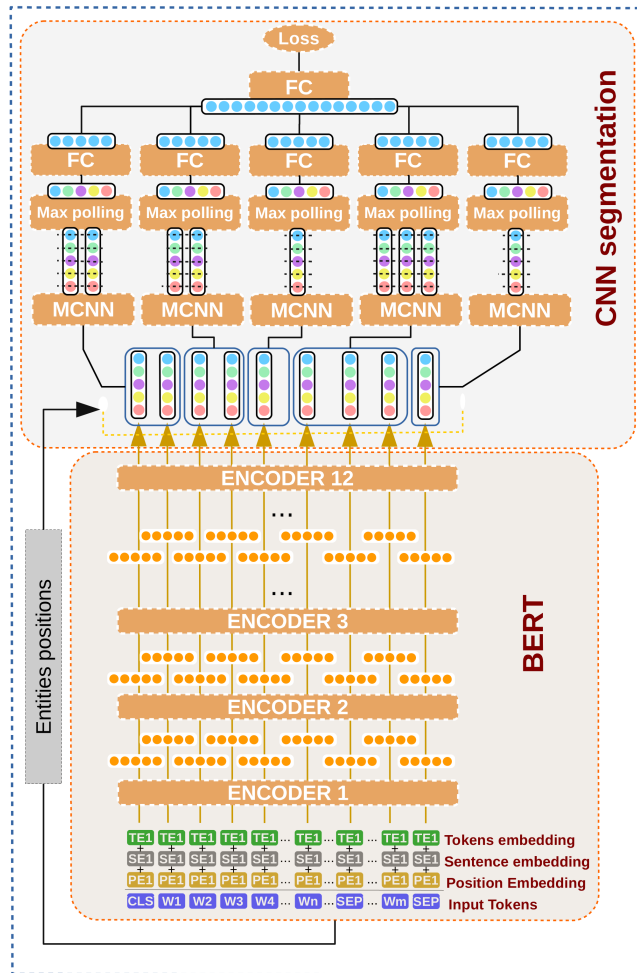 Loss
FC
FC FC FC FC FC
Max polling Max polling Max polling Max polling Max polling
MCNN MCNN MCNN MCNN MCNN
CNN segmentation
ENCODER 12
...
...
ENCODER 3
ENCODER 2
ENCODER 1
BERT
Entities positions
TE1 TE1 TE1 TE1 TE1 ... TE1 ... TE1 ... TE1 TE1 Tokens embedding
+ + + + + + + + +
SE1 SE1 SE1 SE1 SE1 ... SE1 ... SE1 ... SE1 SE1 Sentence embedding
+ + + + + + + + +
PE1 PE1 PE1 PE1 PE1 ... PE1 ... PE1 ... PE1 PE1 Position Embedding
CLS W1 W2 W3 W4 ... Wn ... SEP ... Wm SEP Input Tokens